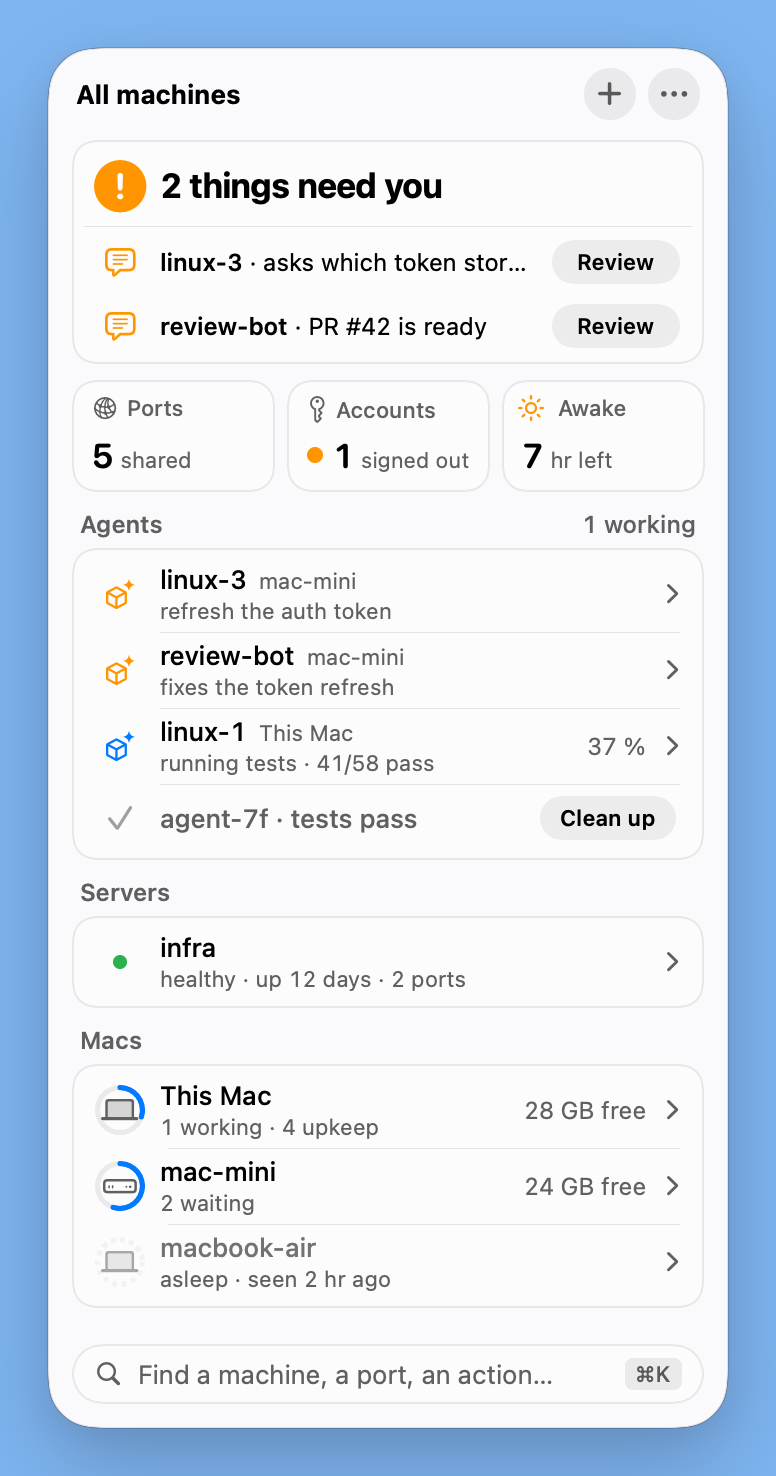 All machines
2 things need you
linux-3 · asks which token stor...
Review
review-bot · PR #42 is ready
Review
Ports
5 shared
Accounts
1 signed out
Awake
7 hr left
Agents
1 working
linux-3 mac-mini
refresh the auth token
review-bot mac-mini
fixes the token refresh
linux-1 This Mac
running tests · 41/58 pass
37 %
agent-7f · tests pass
Clean up
Servers
infra
healthy · up 12 days · 2 ports
Macs
This Mac
1 working · 4 upkeep
28 GB free
mac-mini
2 waiting
24 GB free
macbook-air
asleep · seen 2 hr ago
Find a machine, a port, an action...
⌘K